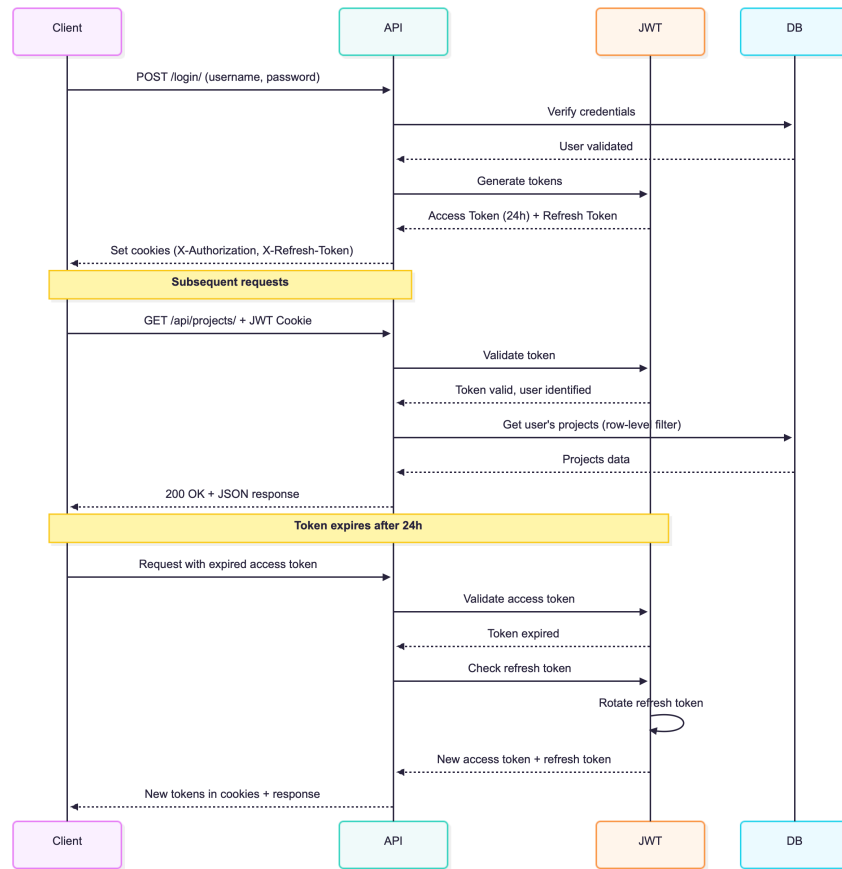 Client
API
JWT
DB
POST /login/ (username, password)
Verify credentials
User validated
Generate tokens
Access Token (24h) + Refresh Token
Set cookies (X-Authorization, X-Refresh-Token)
Subsequent requests
GET /api/projects/ + JWT Cookie
Validate token
Token valid, user identified
Get user's projects (row-level filter)
Projects data
200 OK + JSON response
Token expires after 24h
Request with expired access token
Validate access token
Token expired
Check refresh token
Rotate refresh token
New access token + refresh token
New tokens in cookies + response
Client
API
JWT
DB